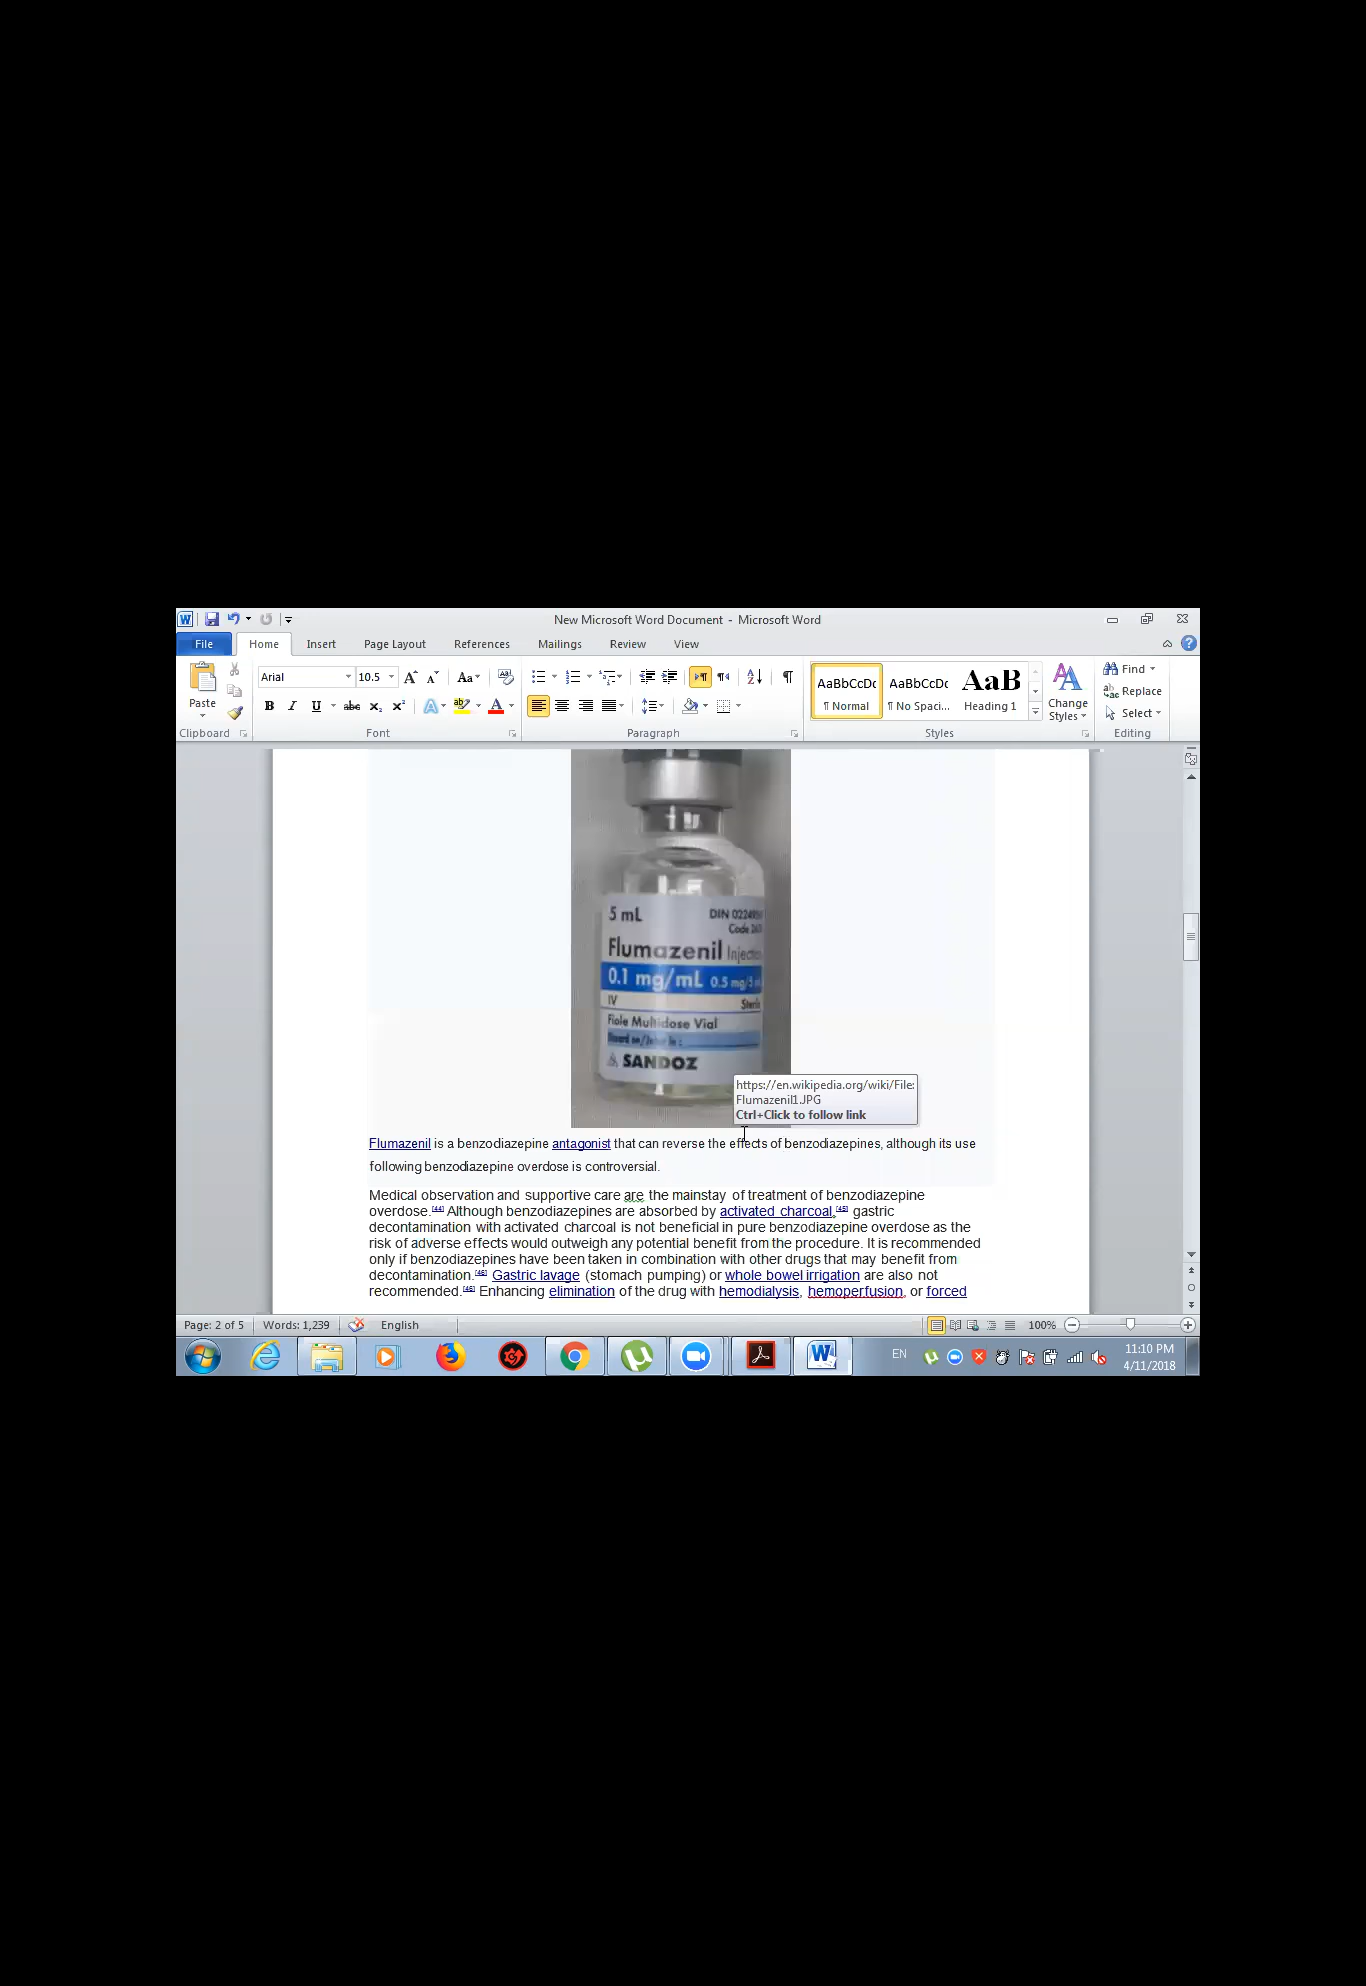 New Microsoft Word Document - Microsoft Word
File Home Insert Page Layout References Mailings Review View
Paste
Clipboard
Arial 10.5
Font
Paragraph
AaBbCcDc AaBbCcDc AaB
¶ Normal ¶ No Spaci... Heading 1
Change Styles
Styles
Find
Replace
Select
Editing
5 mL
Flumazenil
0.1 mg/mL
IV
Fiole Multidose Vial
SANDOZ
https://en.wikipedia.org/wiki/File:
Flumazenil1.JPG
Ctrl+Click to follow link
Flumazenil is a benzodiazepine antagonist that can reverse the effects of benzodiazepines, although its use
following benzodiazepine overdose is controversial.
Medical observation and supportive care are the mainstay of treatment of benzodiazepine
overdose.[44] Although benzodiazepines are absorbed by activated charcoal,[45] gastric
decontamination with activated charcoal is not beneficial in pure benzodiazepine overdose as the
risk of adverse effects would outweigh any potential benefit from the procedure. It is recommended
only if benzodiazepines have been taken in combination with other drugs that may benefit from
decontamination.[46] Gastric lavage (stomach pumping) or whole bowel irrigation are also not
recommended.[46] Enhancing elimination of the drug with hemodialysis, hemoperfusion, or forced
Page: 2 of 5 Words: 1,239 English 100%
EN 11:10 PM
4/11/2018